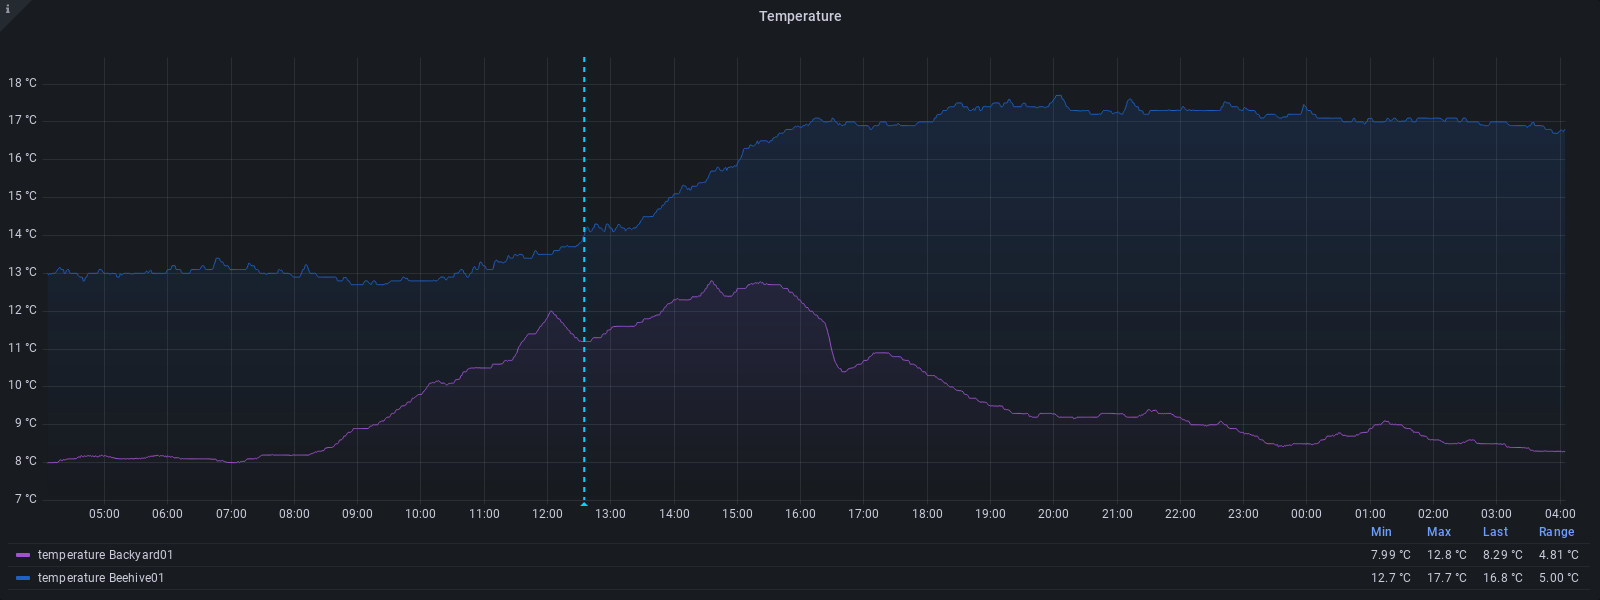 i
Temperature
18 °C
17 °C
16 °C
15 °C
14 °C
13 °C
12 °C
11 °C
10 °C
9 °C
8 °C
7 °C
05:00 06:00 07:00 08:00 09:00 10:00 11:00 12:00 13:00 14:00 15:00 16:00 17:00 18:00 19:00 20:00 21:00 22:00 23:00 00:00 01:00 02:00 03:00 04:00
Min Max Last Range
temperature Backyard01 7.99 °C 12.8 °C 8.29 °C 4.81 °C
temperature Beehive01 12.7 °C 17.7 °C 16.8 °C 5.00 °C